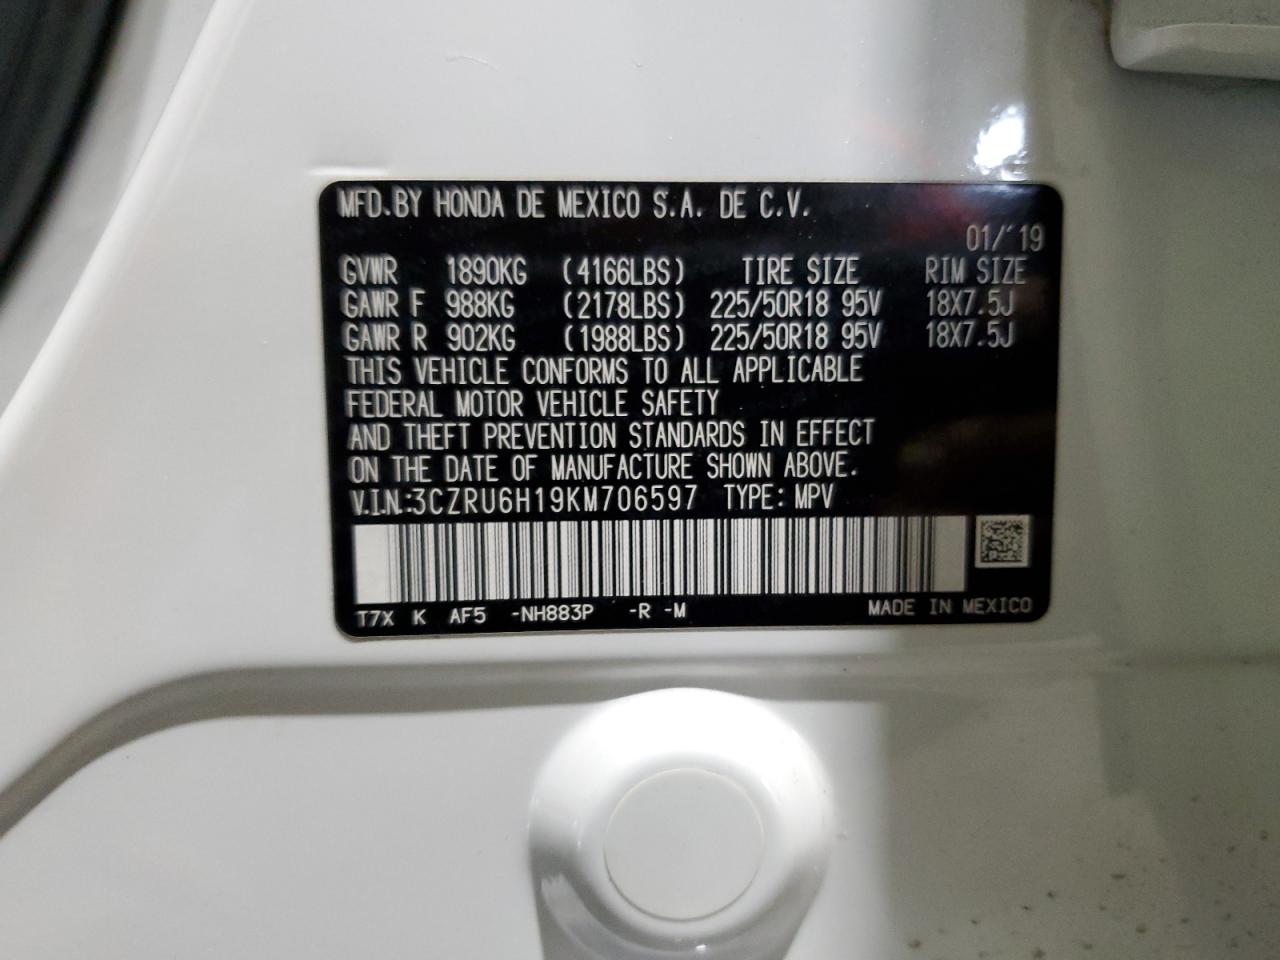 MFD.BY HONDA DE MEXICO S.A. DE C.V.
01/'19
GVWR 1890KG (4166LBS) TIRE SIZE RIM SIZE
GAWR F 988KG (2178LBS) 225/50R18 95V 18X7.5J
GAWR R 902KG (1988LBS) 225/50R18 95V 18X7.5J
THIS VEHICLE CONFORMS TO ALL APPLICABLE
FEDERAL MOTOR VEHICLE SAFETY
AND THEFT PREVENTION STANDARDS IN EFFECT
ON THE DATE OF MANUFACTURE SHOWN ABOVE.
V.I.N.:3CZRU6H19KM706597 TYPE: MPV
T7X K AF5 -NH883P -R -M MADE IN MEXICO